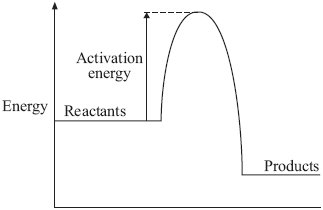 Activation
energy
Energy
Reactants
Products